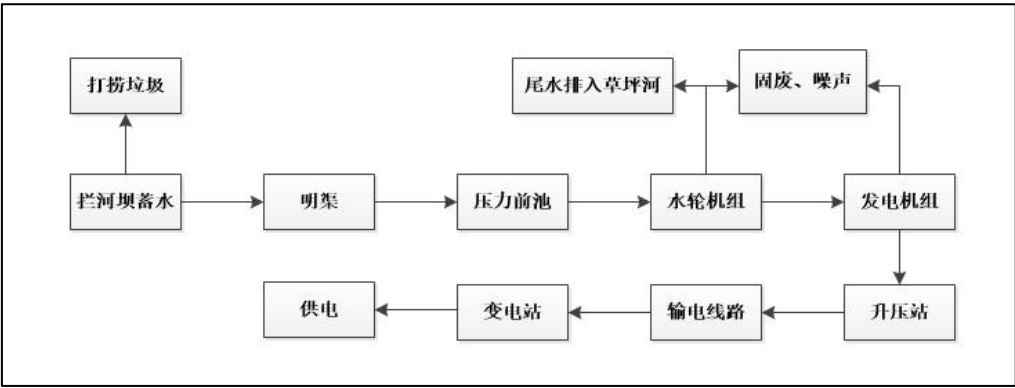 打捞垃圾
尾水排入草坪河
固废、噪声
拦河坝蓄水
明渠
压力前池
水轮机组
发电机组
供电
变电站
输电线路
升压站